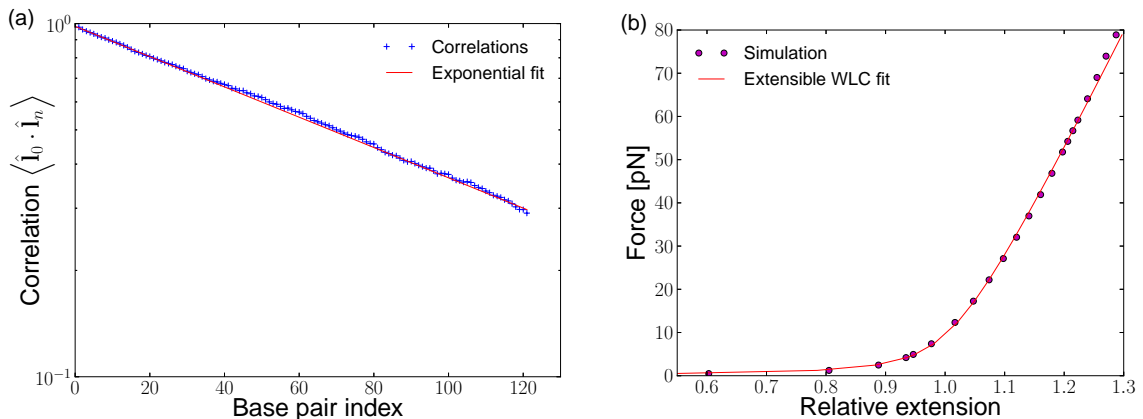 (a)
Correlation ⟨l̂₀ · l̂ₙ⟩
10⁰
10⁻¹
Correlations
Exponential fit
0 20 40 60 80 100 120
Base pair index
(b)
Force [pN]
80
70
60
50
40
30
20
10
0
Simulation
Extensible WLC fit
0.6 0.7 0.8 0.9 1.0 1.1 1.2 1.3
Relative extension